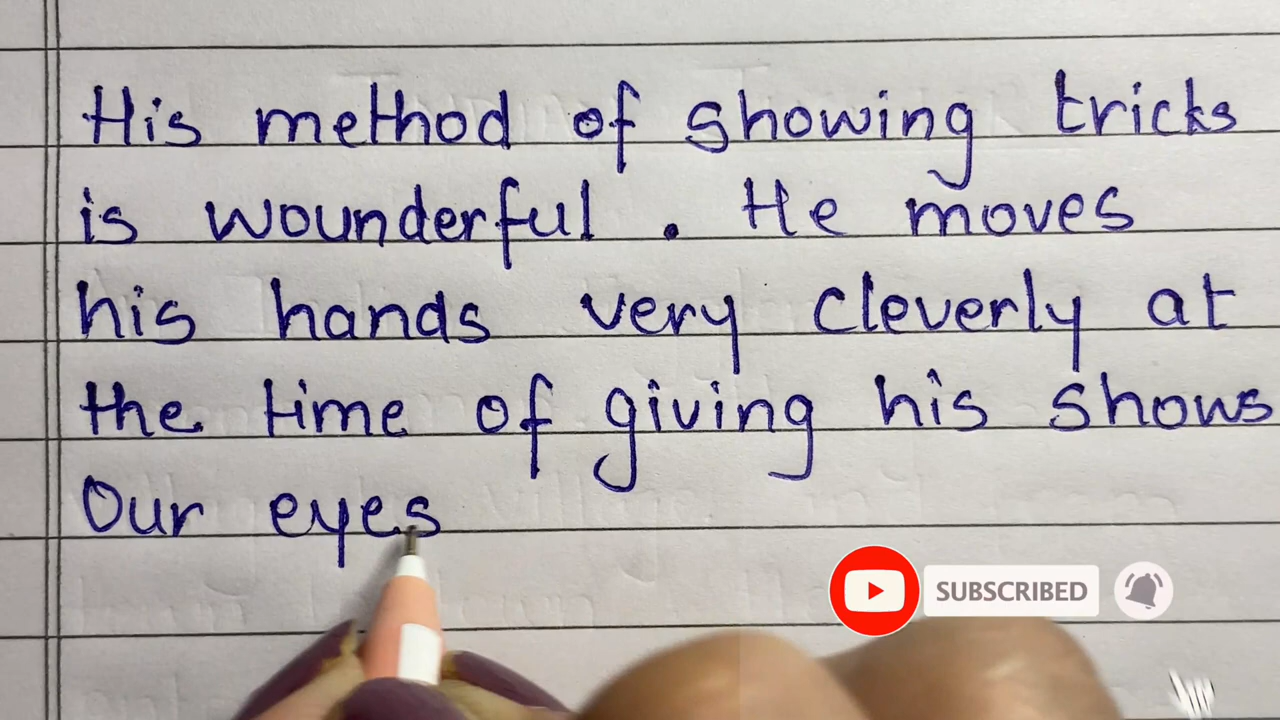 His method of showing tricks
is wounderful . He moves
his hands very cleverly at
the time of giving his shows
Our eyes
SUBSCRIBED